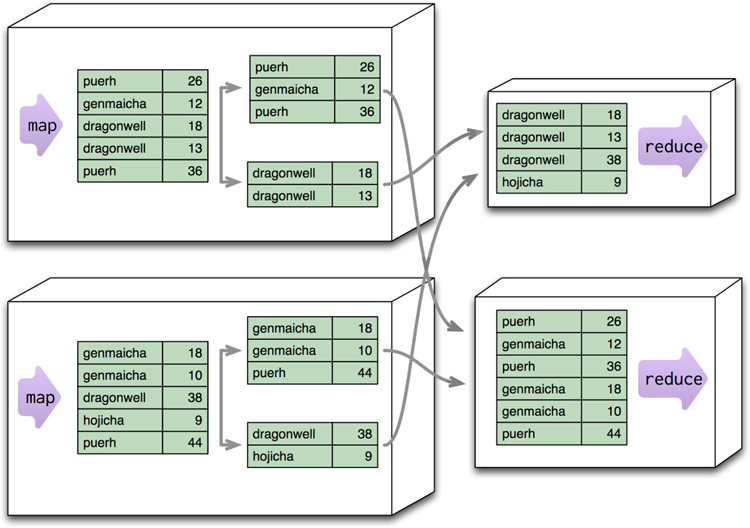 map
puerh 26
genmaicha 12
dragonwell 18
dragonwell 13
puerh 36
puerh 26
genmaicha 12
puerh 36
dragonwell 18
dragonwell 13
dragonwell 18
dragonwell 13
dragonwell 38
hojicha 9
reduce
map
genmaicha 18
genmaicha 10
dragonwell 38
hojicha 9
puerh 44
genmaicha 18
genmaicha 10
puerh 44
dragonwell 38
hojicha 9
puerh 26
genmaicha 12
puerh 36
genmaicha 18
genmaicha 10
puerh 44
reduce